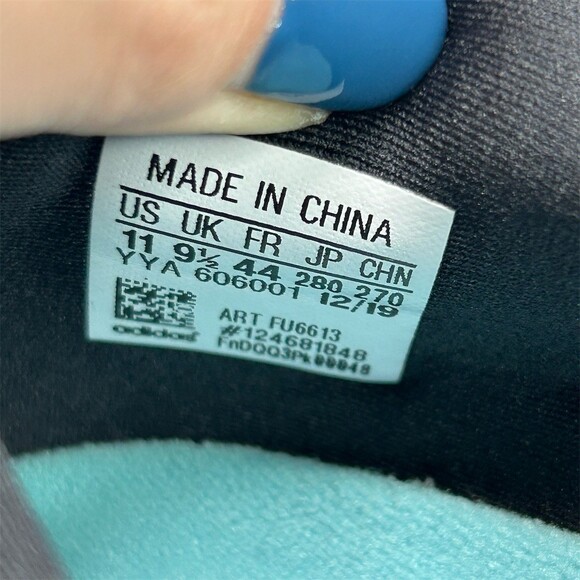 MADE IN CHINA
US UK FR JP CHN
11 9½ 44 280 270
YYA 606001 12/19
ART FU6613
#124681848
adidas